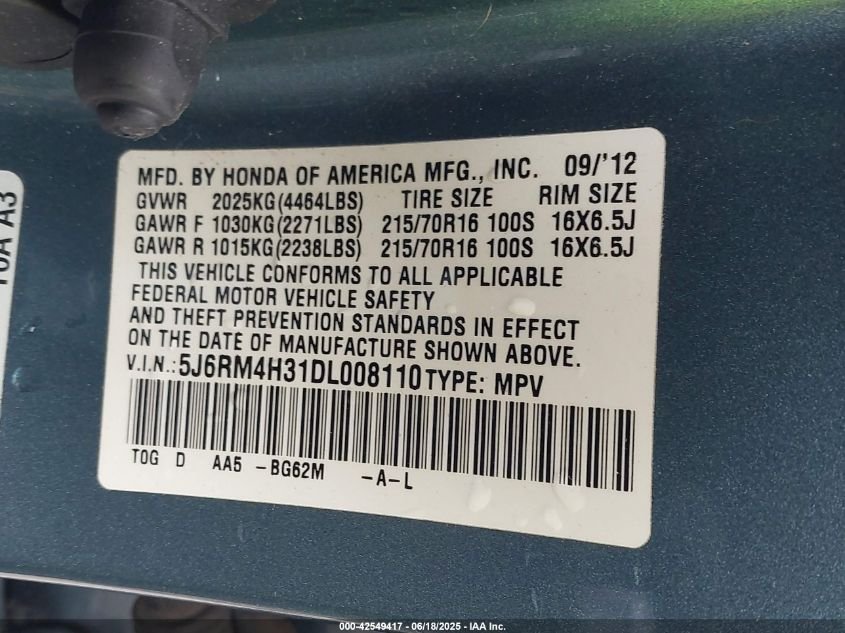 MFD. BY HONDA OF AMERICA MFG., INC. 09/'12
GVWR 2025KG(4464LBS) TIRE SIZE RIM SIZE
GAWR F 1030KG(2271LBS) 215/70R16 100S 16X6.5J
GAWR R 1015KG(2238LBS) 215/70R16 100S 16X6.5J
THIS VEHICLE CONFORMS TO ALL APPLICABLE
FEDERAL MOTOR VEHICLE SAFETY
AND THEFT PREVENTION STANDARDS IN EFFECT
ON THE DATE OF MANUFACTURE SHOWN ABOVE.
V.I.N.:5J6RM4H31DL008110 TYPE: MPV
T0G D AA5 -BG62M -A-L
A3
000-42549417 - 06/18/2025 - IAA Inc.